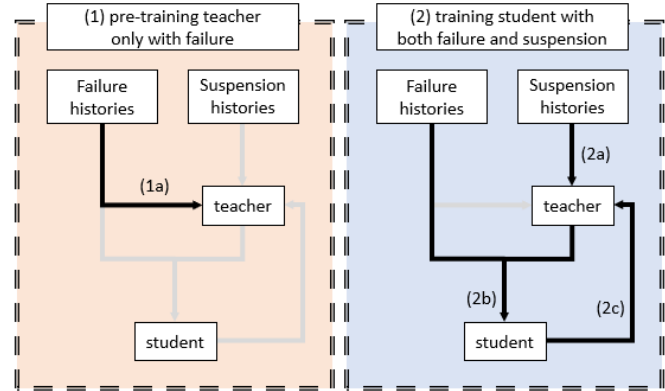 (1) pre-training teacher
only with failure
Failure
histories
Suspension
histories
(1a)
teacher
student
(2) training student with
both failure and suspension
Failure
histories
Suspension
histories
(2a)
teacher
(2b)
(2c)
student